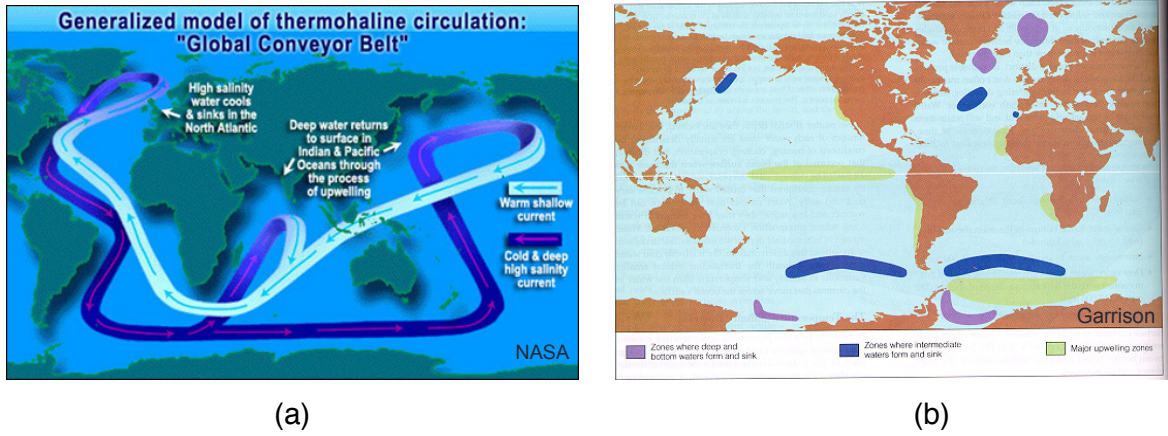 Generalized model of thermohaline circulation:
"Global Conveyor Belt"
High salinity
water cools
& sinks in the
North Atlantic
Deep water returns
to surface in
Indian & Pacific
Oceans through
the process
of upwelling
Warm shallow
current
Cold & deep
high salinity
current
NASA
(a)
Garrison
Zones where deep and
bottom waters form and sink
Zones where intermediate
waters form and sink
Major upwelling zones
(b)